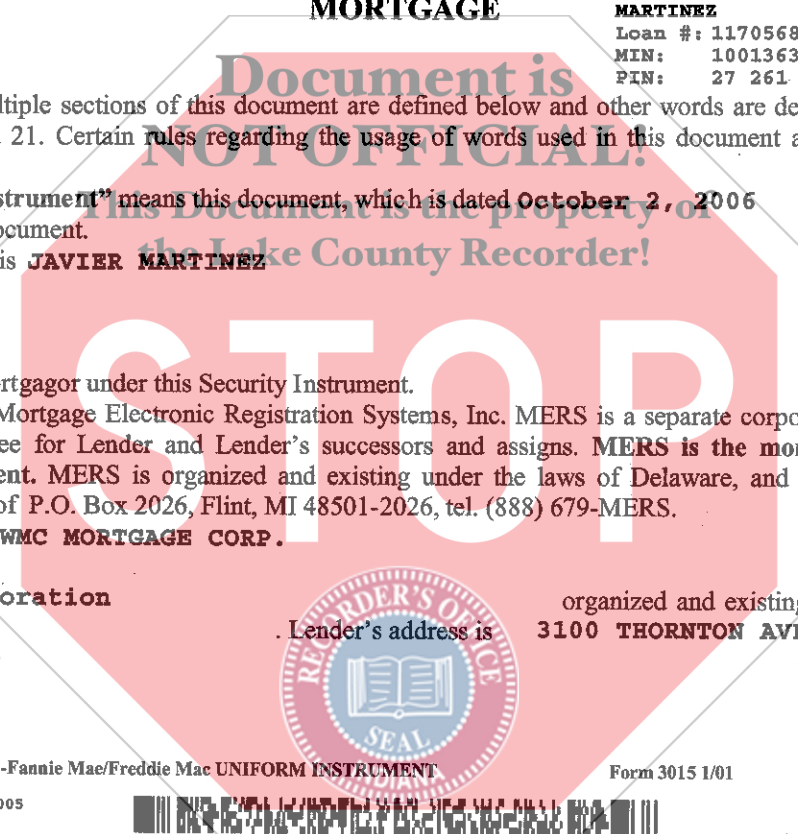 MORTGAGE
MARTINEZ
Loan #: 1170568
MIN: 1001363
PIN: 27 261
Document is
ltiple sections of this document are defined below and other words are de
21. Certain rules regarding the usage of words used in this document a
NOT OFFICIAL!
strument” means this document, which is dated October 2, 2006
This Document is the property of
ocument.
the Lake County Recorder!
is JAVIER MARTINEZ
STOP
rtgagor under this Security Instrument.
Mortgage Electronic Registration Systems, Inc. MERS is a separate corpo
ee for Lender and Lender's successors and assigns. MERS is the mor
ent. MERS is organized and existing under the laws of Delaware, and
of P.O. Box 2026, Flint, MI 48501-2026, tel. (888) 679-MERS.
WMC MORTGAGE CORP.
oration
organized and existing
. Lender's address is 3100 THORNTON AVE
RECORDER'S OFFICE
SEAL
INDIANA
-Fannie Mae/Freddie Mac UNIFORM INSTRUMENT
Form 3015 1/01
005